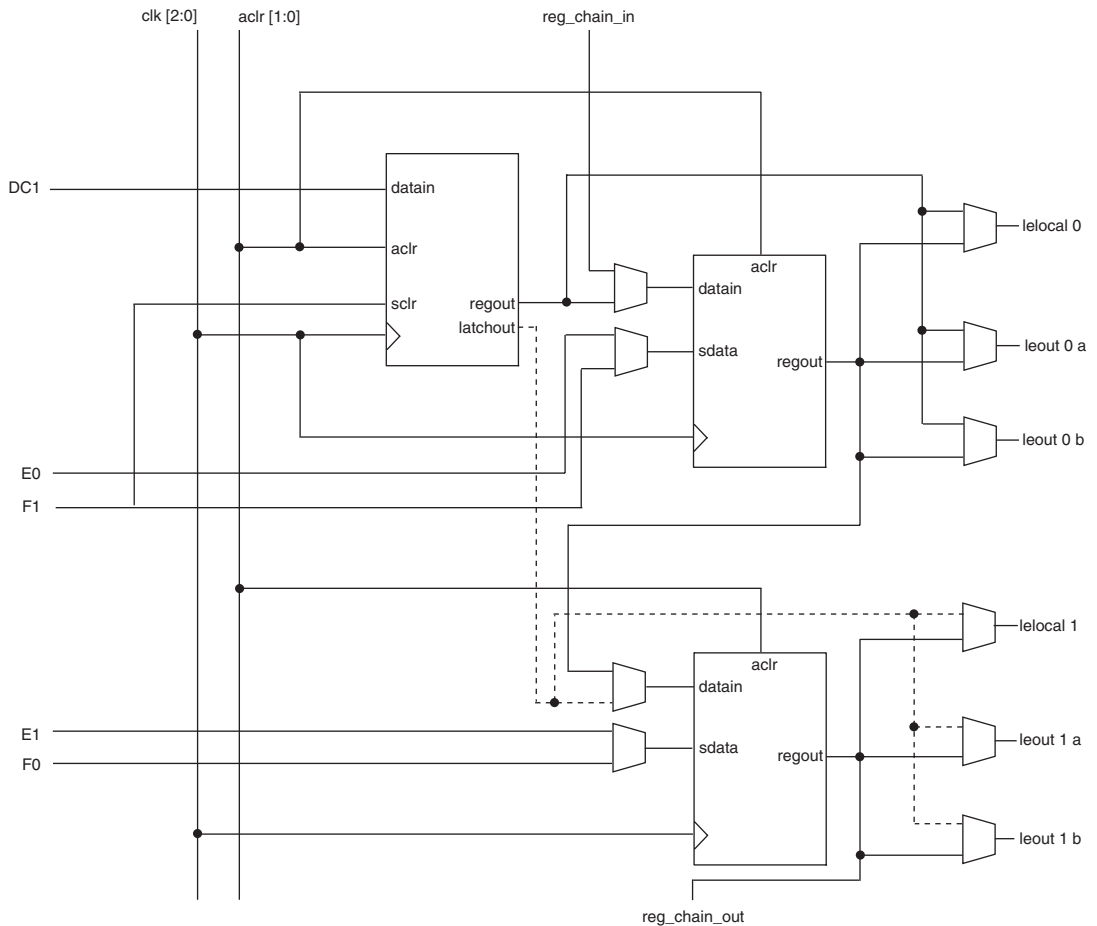 clk [2:0]
aclr [1:0]
reg_chain_in
DC1
datain
aclr
sclr
regout
latchout
aclr
datain
sdata
regout
lelocal 0
leout 0 a
leout 0 b
E0
F1
aclr
datain
sdata
regout
lelocal 1
leout 1 a
leout 1 b
E1
F0
reg_chain_out